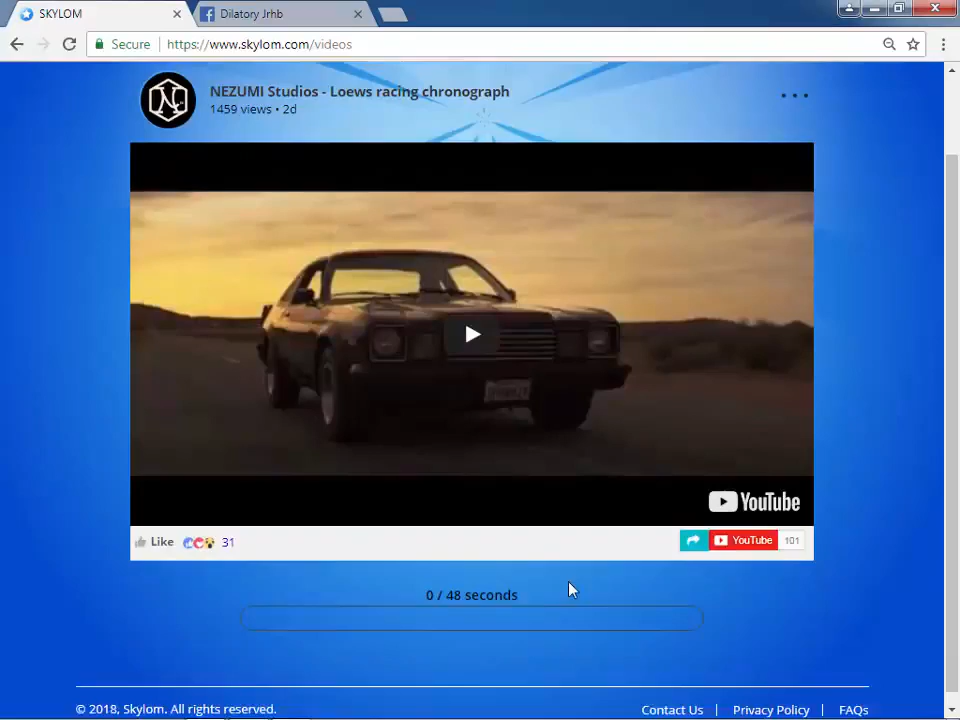 SKYLOM
Dilatory Jrhb
Secure
https://www.skylom.com/videos
NEZUMI Studios - Loews racing chronograph
1459 views • 2d
YouTube
Like
31
YouTube
101
0 / 48 seconds
© 2018, Skylom. All rights reserved.
Contact Us | Privacy Policy | FAQs